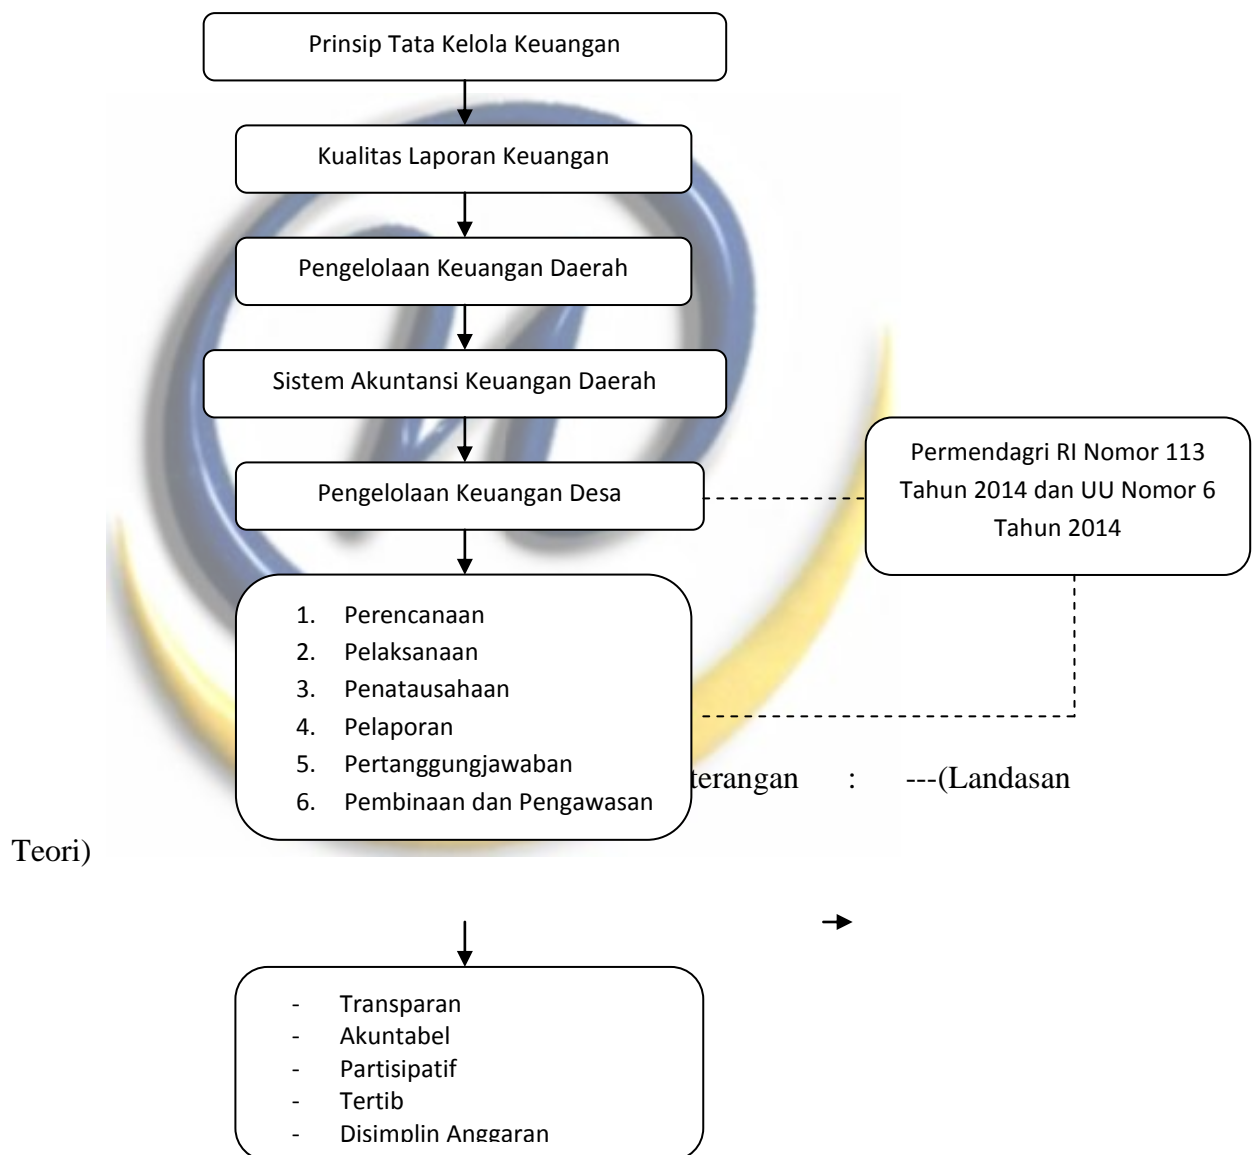 Prinsip Tata Kelola Keuangan
Kualitas Laporan Keuangan
Pengelolaan Keuangan Daerah
Sistem Akuntansi Keuangan Daerah
Pengelolaan Keuangan Desa
Permendagri RI Nomor 113
Tahun 2014 dan UU Nomor 6
Tahun 2014
1. Perencanaan
2. Pelaksanaan
3. Penatausahaan
4. Pelaporan
5. Pertanggungjawaban
6. Pembinaan dan Pengawasan
terangan : ---(Landasan
Teori)
- Transparan
- Akuntabel
- Partisipatif
- Tertib
- Disimplin Anggaran